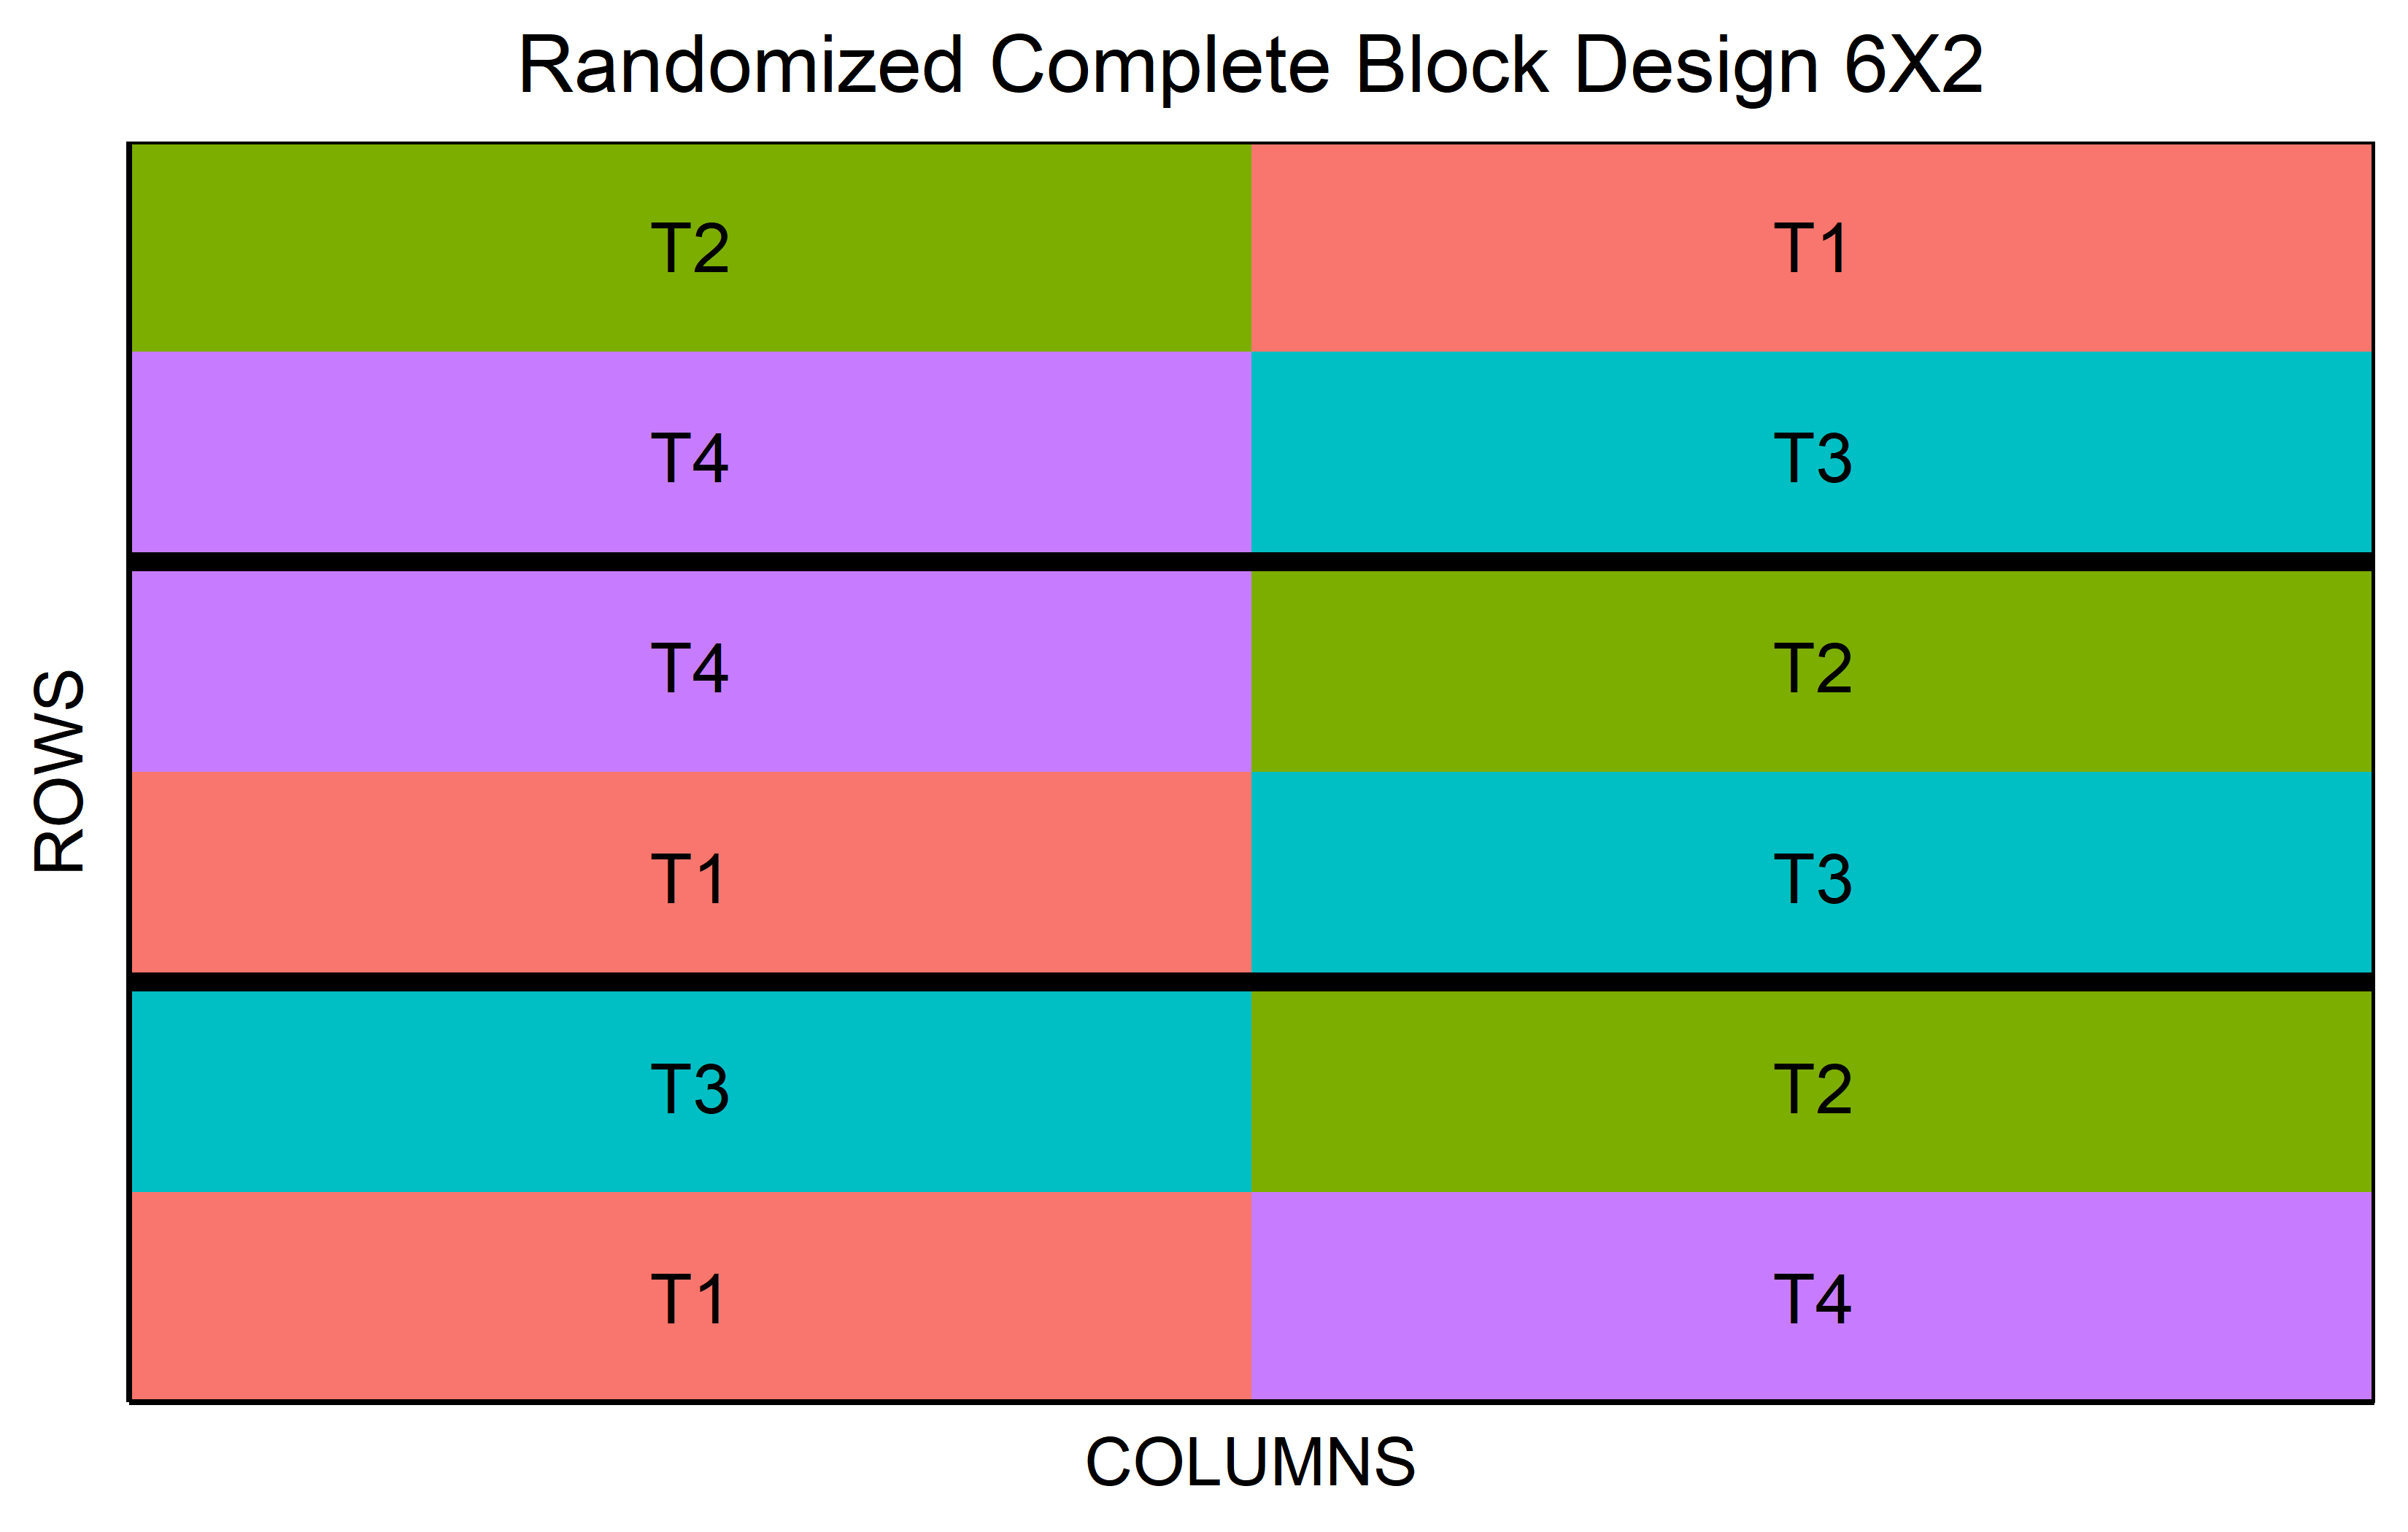 Randomized Complete Block Design 6X2
T2 T1
T4 T3
T4 T2
T1 T3
T3 T2
T1 T4
ROWS
COLUMNS